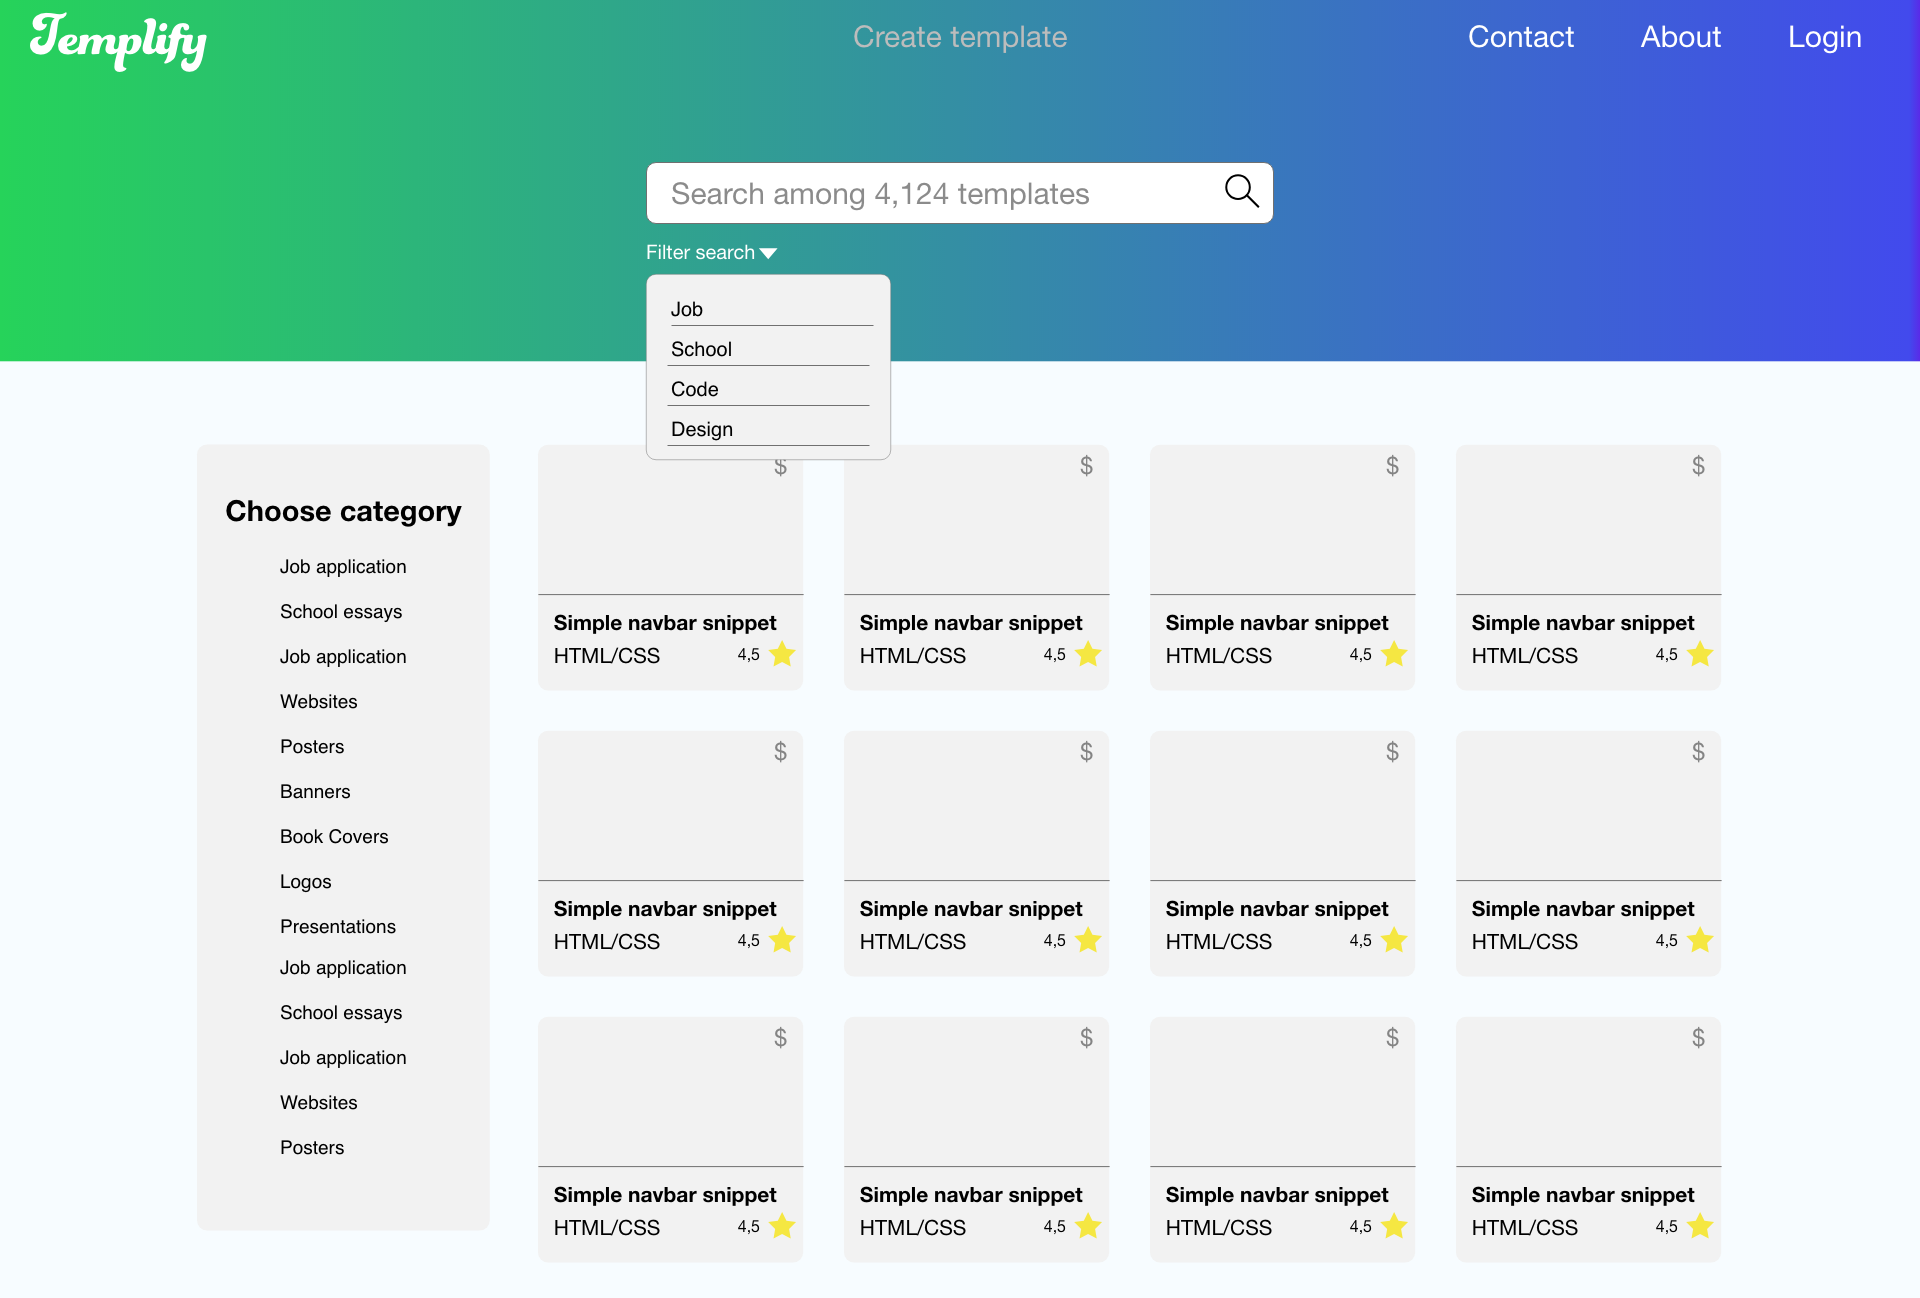 Templify
Create template
Contact
About
Login
Search among 4,124 templates
Filter search
Job
School
Code
Design
Choose category
Job application
School essays
Job application
Websites
Posters
Banners
Book Covers
Logos
Presentations
Job application
School essays
Job application
Websites
Posters
$ $ $ $
Simple navbar snippet Simple navbar snippet Simple navbar snippet Simple navbar snippet
HTML/CSS 4,5 HTML/CSS 4,5 HTML/CSS 4,5 HTML/CSS 4,5
$ $ $ $
Simple navbar snippet Simple navbar snippet Simple navbar snippet Simple navbar snippet
HTML/CSS 4,5 HTML/CSS 4,5 HTML/CSS 4,5 HTML/CSS 4,5
$ $ $ $
Simple navbar snippet Simple navbar snippet Simple navbar snippet Simple navbar snippet
HTML/CSS 4,5 HTML/CSS 4,5 HTML/CSS 4,5 HTML/CSS 4,5